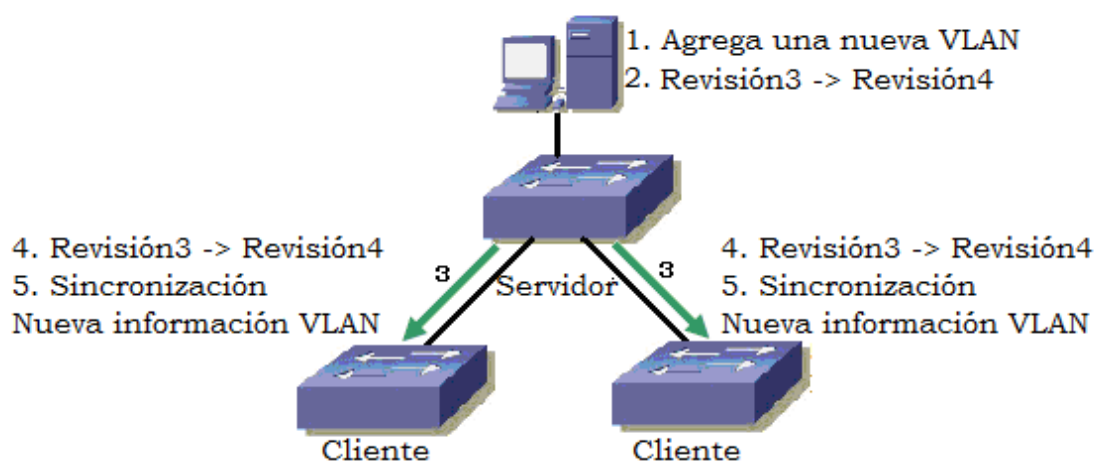 1. Agrega una nueva VLAN
2. Revisión3 -> Revisión4
4. Revisión3 -> Revisión4
5. Sincronización
Nueva información VLAN
3
Servidor
3
4. Revisión3 -> Revisión4
5. Sincronización
Nueva información VLAN
Cliente
Cliente